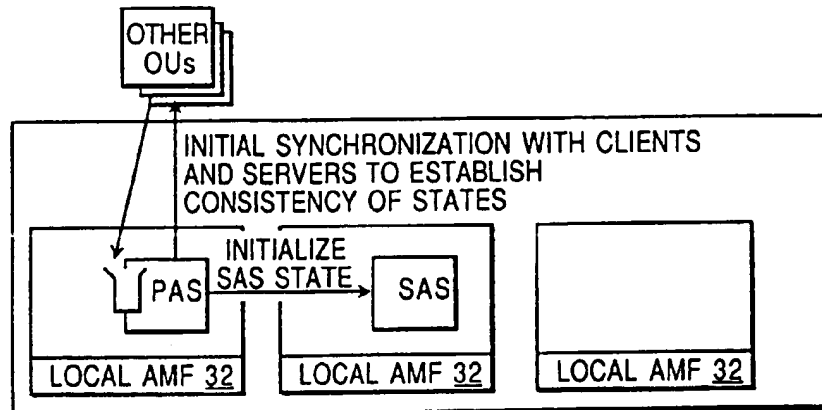 OTHER
OUs
INITIAL SYNCHRONIZATION WITH CLIENTS
AND SERVERS TO ESTABLISH
CONSISTENCY OF STATES
INITIALIZE
SAS STATE
PAS
SAS
LOCAL AMF 32
LOCAL AMF 32
LOCAL AMF 32